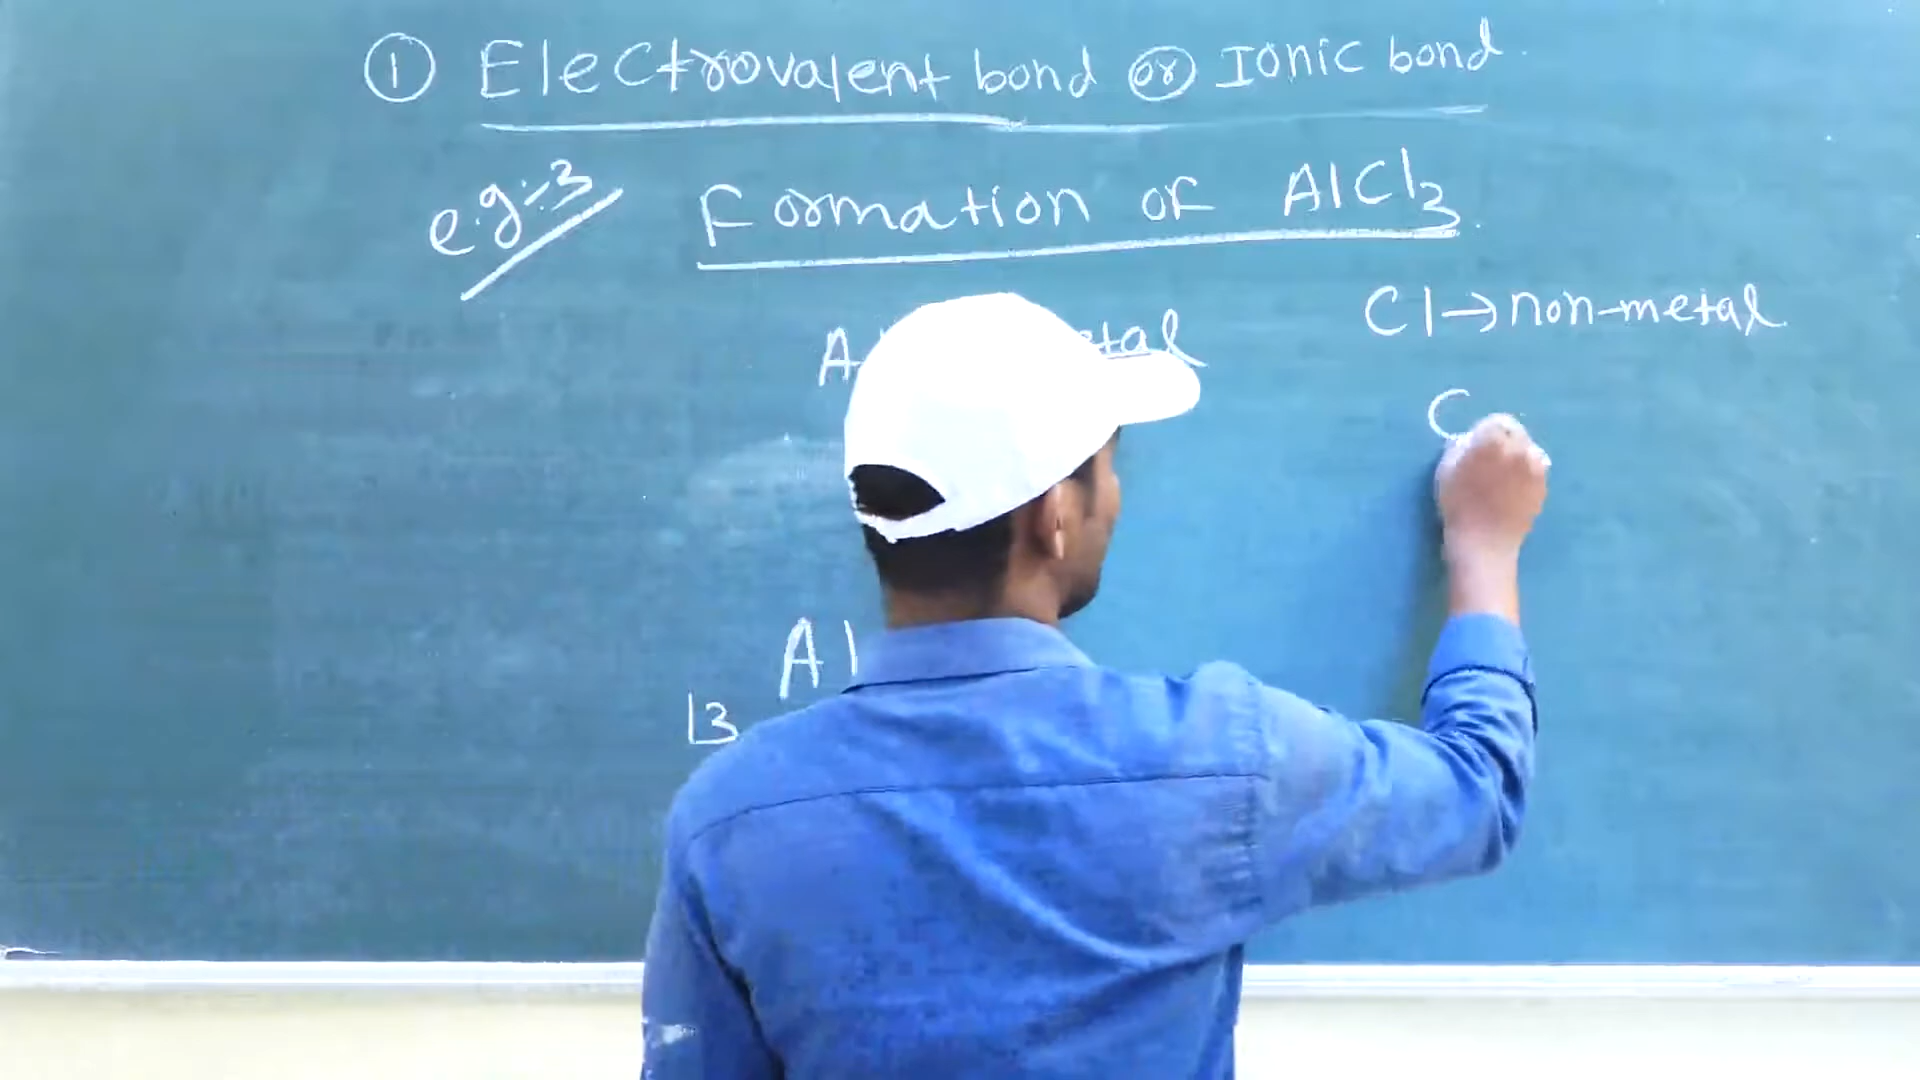 ① Electrovalent bond or Ionic bond.
e.g:-3 Formation of AlCl3.
Cl→non-metal
C
Al
13